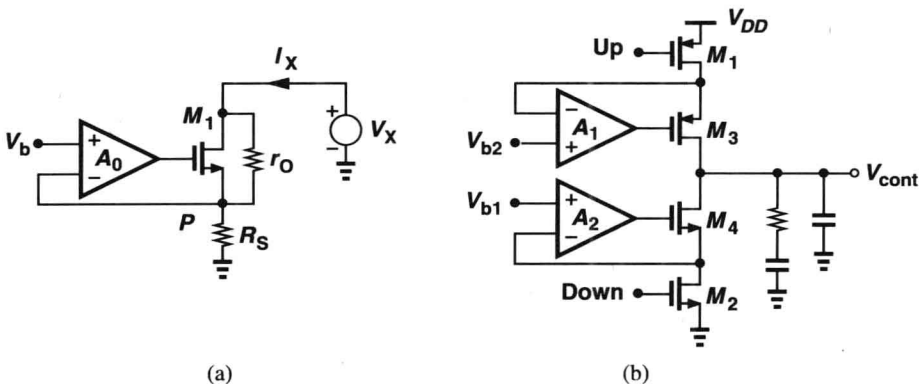 I_X
M_1
V_b
+
A_0
−
r_O
+
−
V_X
P
R_S
(a)
V_DD
Up
M_1
−
A_1
+
V_b2
M_3
V_cont
V_b1
+
A_2
−
M_4
Down
M_2
(b)